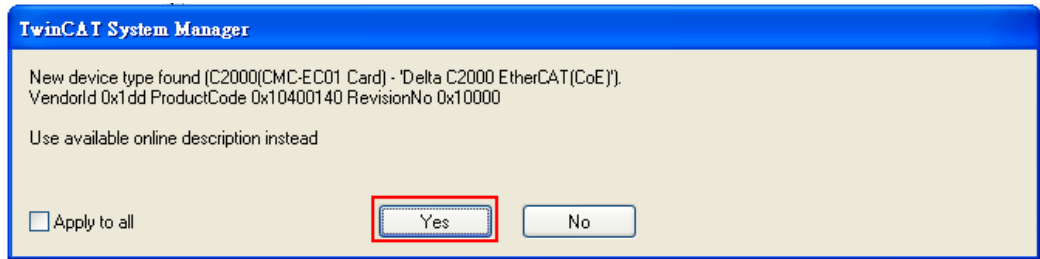 TwinCAT System Manager
New device type found (C2000(CMC-EC01 Card) - 'Delta C2000 EtherCAT(CoE)').
VendorId 0x1dd ProductCode 0x10400140 RevisionNo 0x10000
Use available online description instead
Apply to all
Yes
No